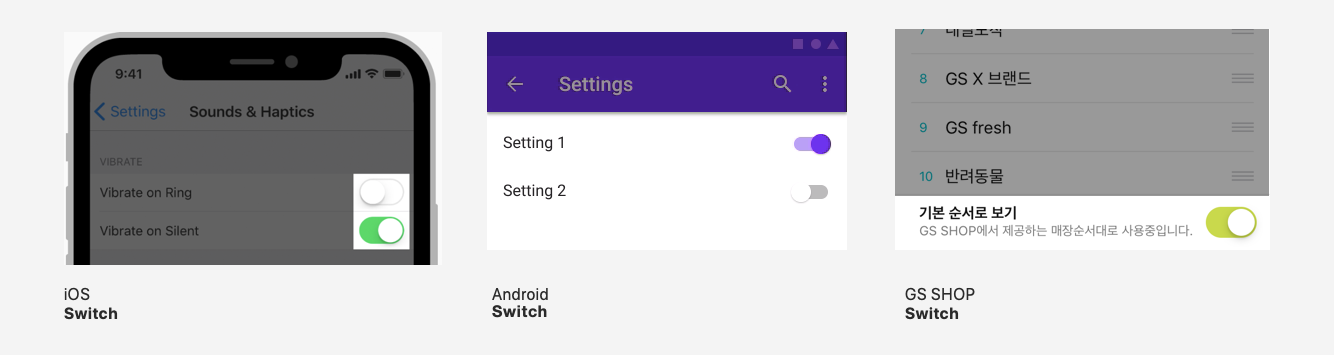 9:41
Settings
Sounds & Haptics
VIBRATE
Vibrate on Ring
Vibrate on Silent
iOS
Switch
Settings
Setting 1
Setting 2
Android
Switch
7
8 GS X 브랜드
9 GS fresh
10 반려동물
기본 순서로 보기
GS SHOP에서 제공하는 매장순서대로 사용중입니다.
GS SHOP
Switch